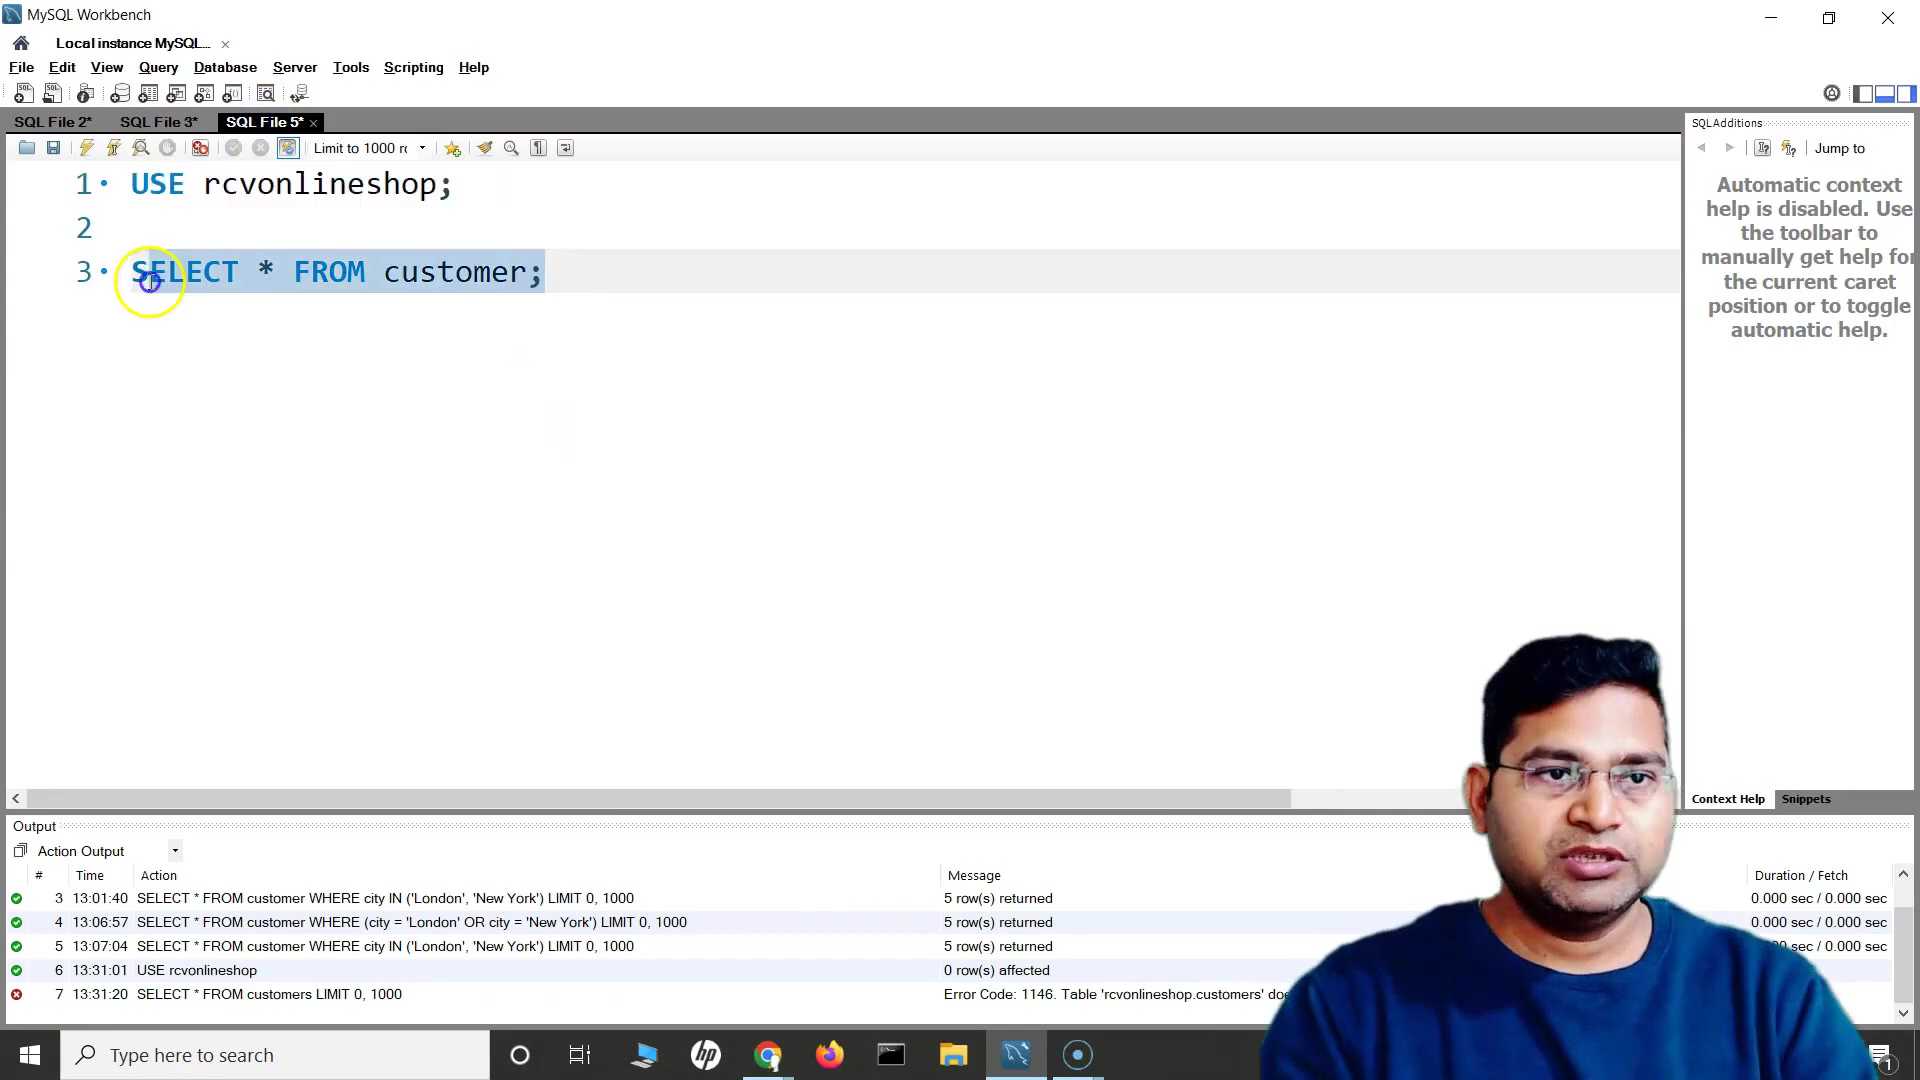 MySQL Workbench
Local instance MySQL...
File Edit View Query Database Server Tools Scripting Help
SQL File 2* SQL File 3* SQL File 5*
Limit to 1000 rc
1 USE rcvonlineshop;
2
3 SELECT * FROM customer;
SQLAdditions
Jump to
Automatic context
help is disabled. Use
the toolbar to
manually get help for
the current caret
position or to toggle
automatic help.
Context Help Snippets
Output
Action Output
# Time Action Message Duration / Fetch
3 13:01:40 SELECT * FROM customer WHERE city IN ('London', 'New York') LIMIT 0, 1000 5 row(s) returned 0.000 sec / 0.000 sec
4 13:06:57 SELECT * FROM customer WHERE (city = 'London' OR city = 'New York') LIMIT 0, 1000 5 row(s) returned 0.000 sec / 0.000 sec
5 13:07:04 SELECT * FROM customer WHERE city IN ('London', 'New York') LIMIT 0, 1000 5 row(s) returned sec / 0.000 sec
6 13:31:01 USE rcvonlineshop 0 row(s) affected
7 13:31:20 SELECT * FROM customers LIMIT 0, 1000 Error Code: 1146. Table 'rcvonlineshop.customers'
Type here to search
hp
1